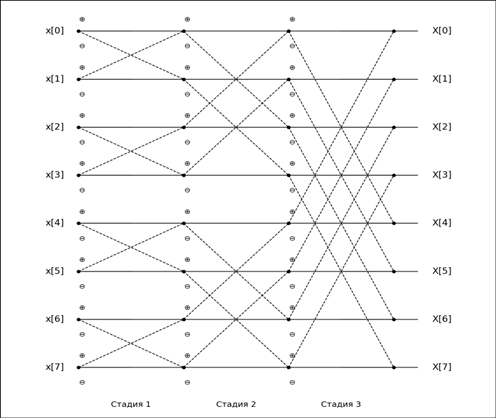 x[0] X[0]
x[1] X[1]
x[2] X[2]
x[3] X[3]
x[4] X[4]
x[5] X[5]
x[6] X[6]
x[7] X[7]
Стадия 1 Стадия 2 Стадия 3